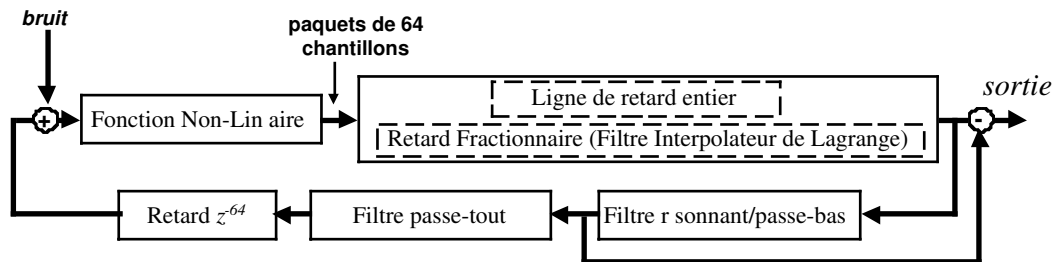 bruit
paquets de 64
chantillons
sortie
+
Fonction Non-Lin aire
Ligne de retard entier
Retard Fractionnaire (Filtre Interpolateur de Lagrange)
-
Retard z⁻⁶⁴
Filtre passe-tout
Filtre r sonnant/passe-bas